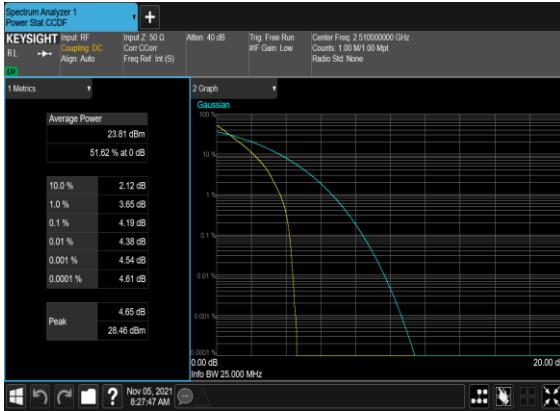 Spectrum Analyzer 1
Power Stat CCDF
+
KEYSIGHT
RL
Input: RF
Coupling: DC
Align: Auto
Input Z: 50 Ω
Corr CCorr
Freq Ref: Int (S)
Atten: 40 dB
Trig: Free Run
#IF Gain: Low
Center Freq: 2.510000000 GHz
Counts: 1.00 M/1.00 Mpt
Radio Std: None
1 Metrics
Average Power
23.81 dBm
51.62 % at 0 dB
10.0 % 2.12 dB
1.0 % 3.65 dB
0.1 % 4.19 dB
0.01 % 4.38 dB
0.001 % 4.54 dB
0.0001 % 4.61 dB
Peak
4.65 dB
28.46 dBm
2 Graph
Gaussian
100 %
10 %
1 %
0.1 %
0.01 %
0.001 %
0.0001 %
0.00 dB
20.00 d
Info BW 25.000 MHz
?
Nov 05, 2021
8:27:47 AM